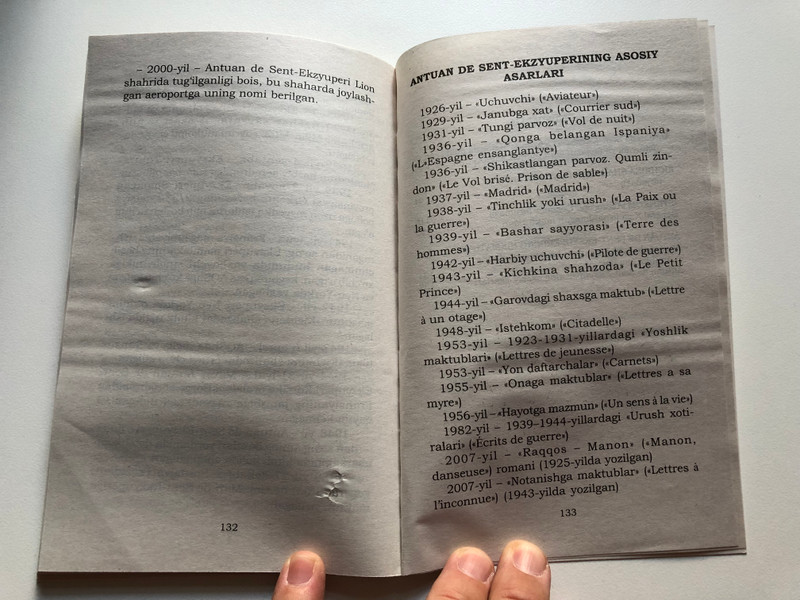 – 2000-yil – Antuan de Sent-Ekzyuperi Lion
shahrida tug'ilganligi bois, bu shaharda joylash-
gan aeroportga uning nomi berilgan.
132
ANTUAN DE SENT-EKZYUPERINING ASOSIY
ASARLARI
1926-yil – «Uchuvchi» («Aviateur»)
1929-yil – «Janubga xat» («Courrier sud»)
1931-yil – «Tungi parvoz» («Vol de nuit»)
1936-yil – «Qonga belangan Ispaniya»
(«L»Espagne ensanglantye»)
1936-yil – «Shikastlangan parvoz. Qumli zin-
don» («Le Vol brisé. Prison de sable»)
1937-yil – «Madrid» («Madrid»)
1938-yil – «Tinchlik yoki urush» («La Paix ou
la guerre»)
1939-yil – «Bashar sayyorasi» («Terre des
hommes»)
1942-yil – «Harbiy uchuvchi» («Pilote de guerre»)
1943-yil – «Kichkina shahzoda» («Le Petit
Prince»)
1944-yil – «Garovdagi shaxsga maktub» («Lettre
à un otage»)
1948-yil – «Istehkom» («Citadelle»)
1953-yil – 1923-1931-yillardagi «Yoshlik
maktublari» («Lettres de jeunesse»)
1953-yil – «Yon daftarchalar» («Carnets»)
1955-yil – «Onaga maktublar» («Lettres a sa
myre»)
1956-yil – «Hayotga mazmun» («Un sens á la vie»)
1982-yil – 1939–1944-yillardagi «Urush xoti-
ralari» («Écrits de guerre»)
2007-yil – «Raqqos – Manon» («Manon,
danseuse») romani (1925-yilda yozilgan)
2007-yil – «Notanishga maktublar» («Lettres à
l'inconnue») (1943-yilda yozilgan)
133